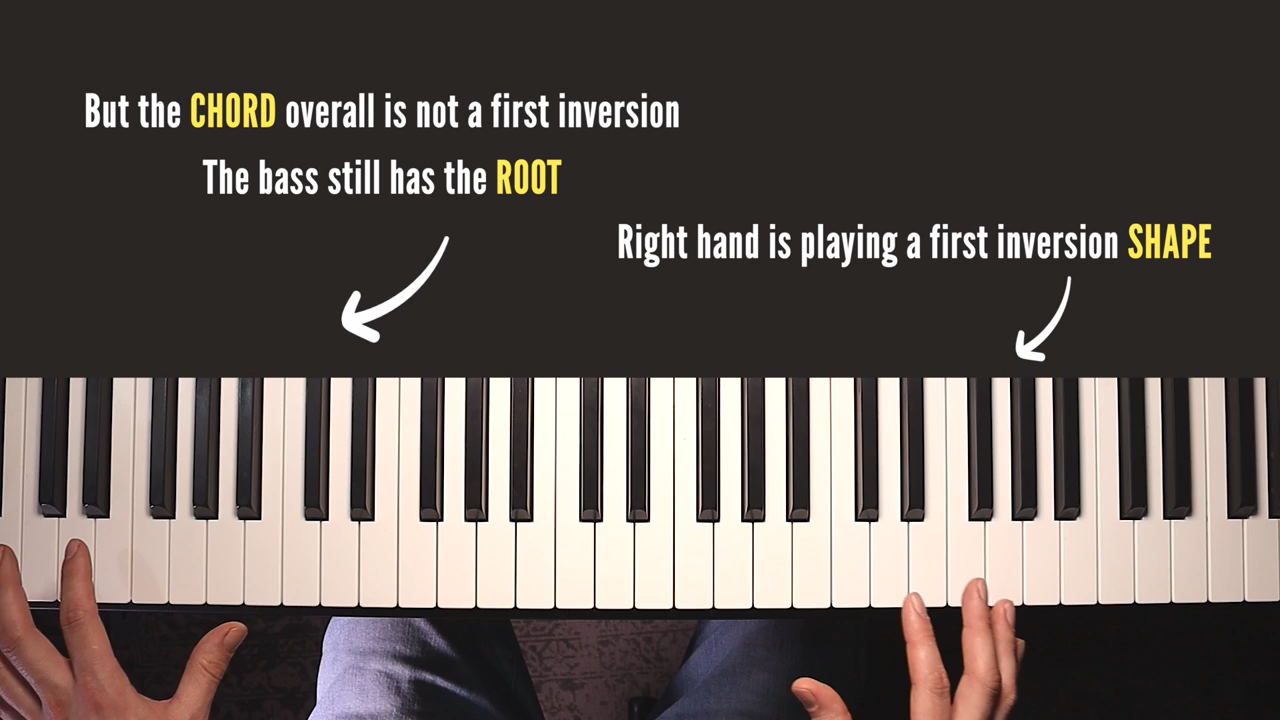 But the CHORD overall is not a first inversion
The bass still has the ROOT
Right hand is playing a first inversion SHAPE